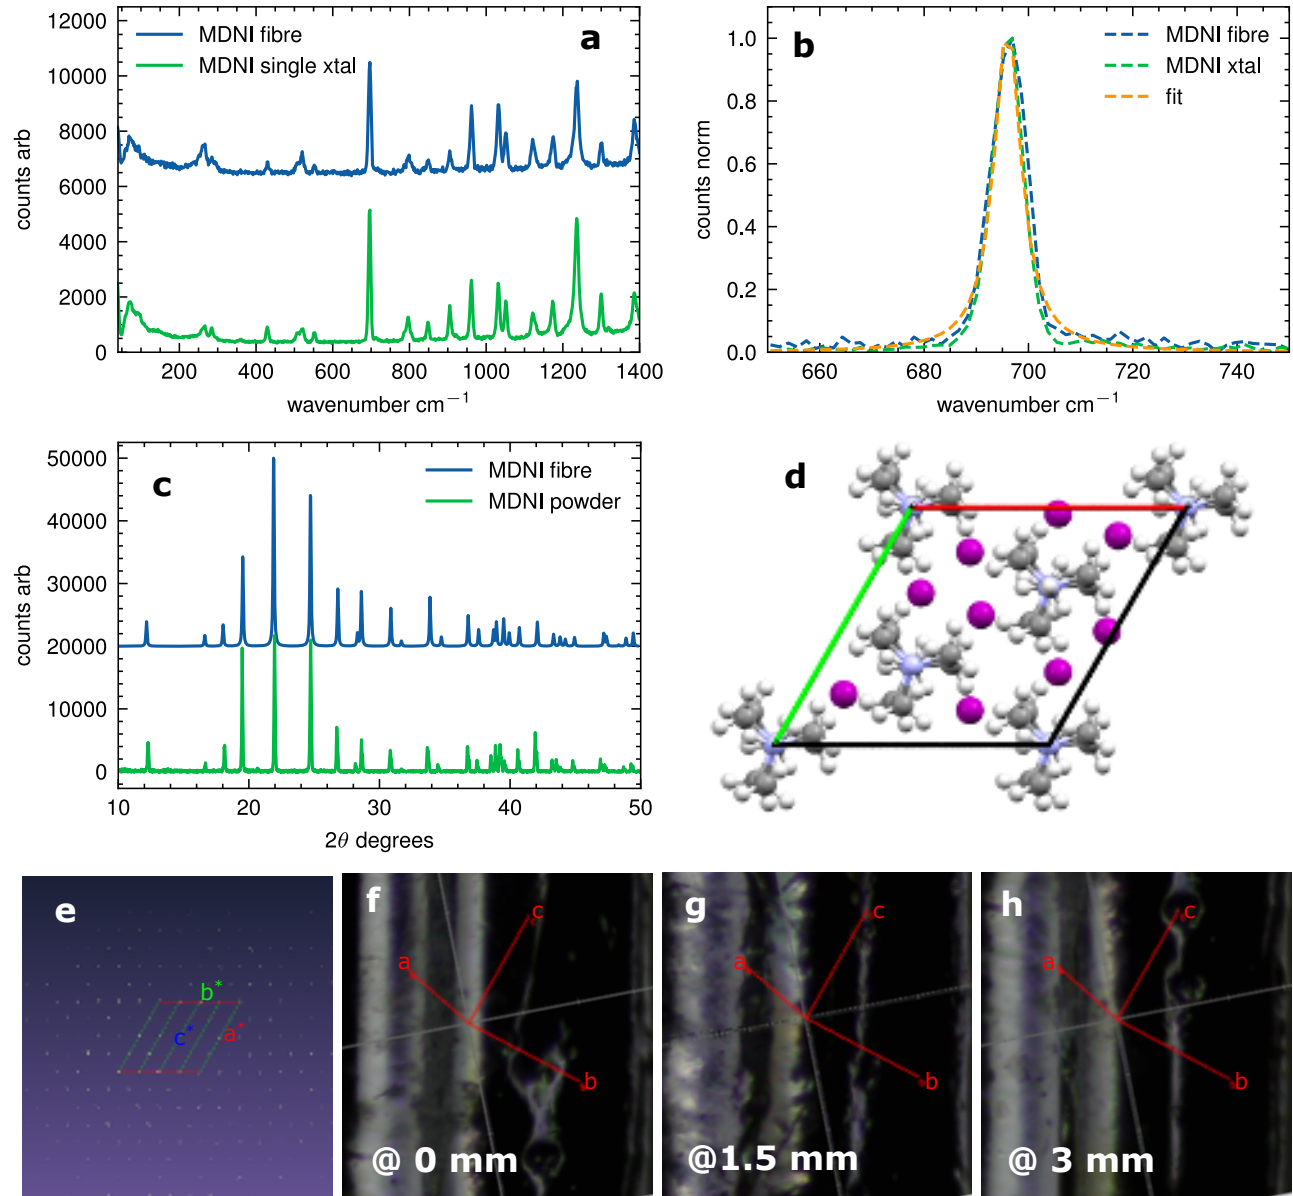 a
MDNI fibre
MDNI single xtal
12000
10000
8000
6000
4000
2000
0
counts arb
200 400 600 800 1000 1200 1400
wavenumber cm⁻¹
b
MDNI fibre
MDNI xtal
fit
1.0
0.8
0.6
0.4
0.2
0.0
counts norm
660 680 700 720 740
wavenumber cm⁻¹
c
MDNI fibre
MDNI powder
50000
40000
30000
20000
10000
0
counts arb
10 20 30 40 50
2θ degrees
d
e
b*
c*
a*
f
c
a
b
@ 0 mm
g
c
a
b
@1.5 mm
h
c
a
b
@ 3 mm